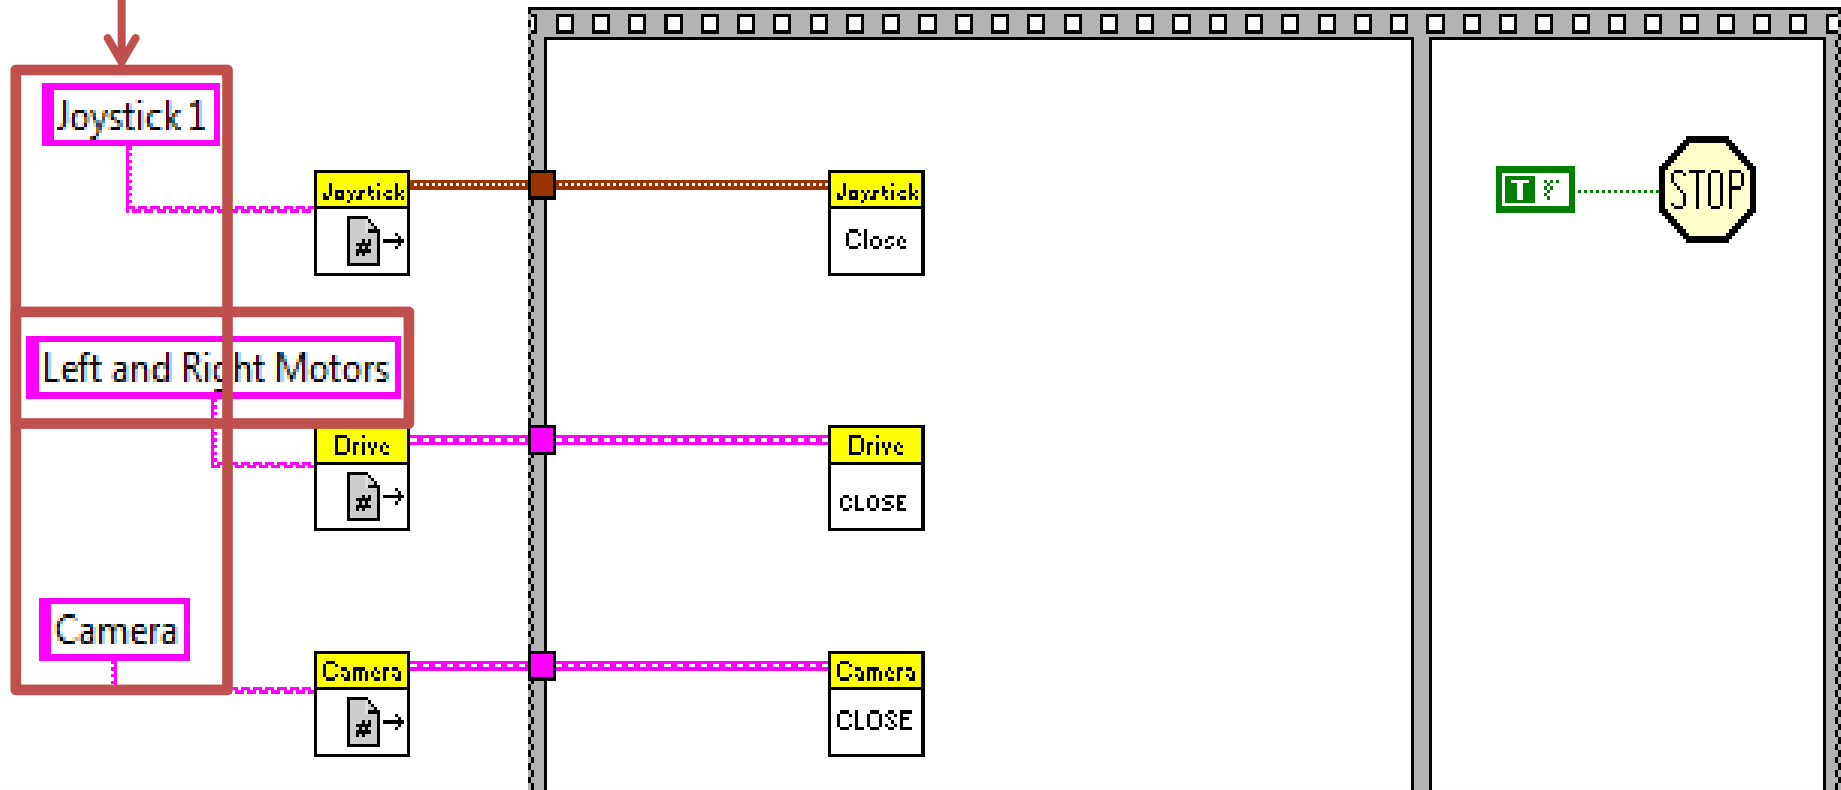 Joystick 1
Joystick
#
Joystick
Close
T F
STOP
Left and Right Motors
Drive
#
Drive
CLOSE
Camera
Camera
#
Camera
CLOSE